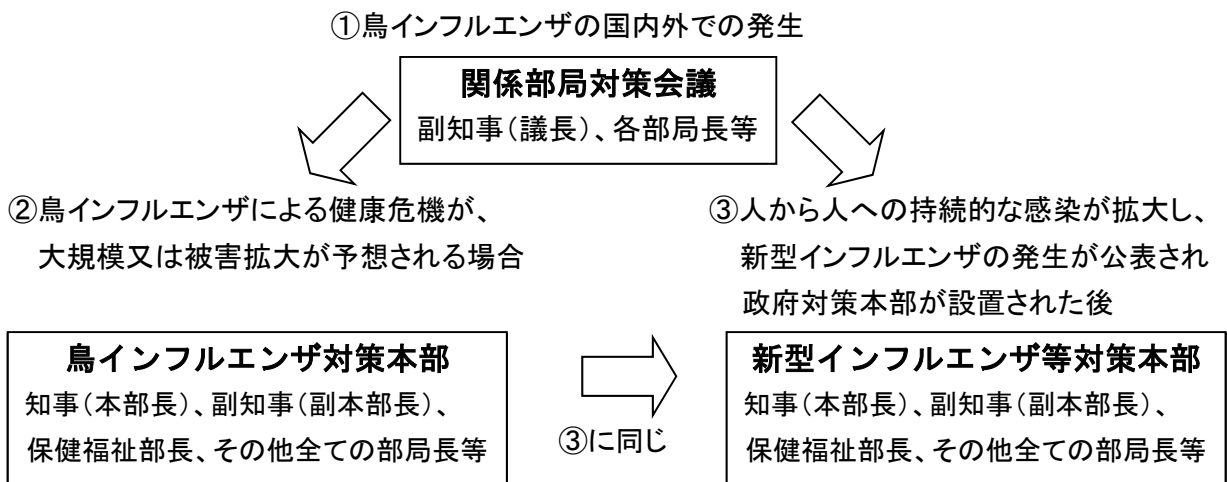 ①鳥インフルエンザの国内外での発生
関係部局対策会議
副知事(議長)、各部局長等
②鳥インフルエンザによる健康危機が、
大規模又は被害拡大が予想される場合
③人から人への持続的な感染が拡大し、
新型インフルエンザの発生が公表され
政府対策本部が設置された後
鳥インフルエンザ対策本部
知事(本部長)、副知事(副本部長)、
保健福祉部長、その他全ての部局長等
③に同じ
新型インフルエンザ等対策本部
知事(本部長)、副知事(副本部長)、
保健福祉部長、その他全ての部局長等